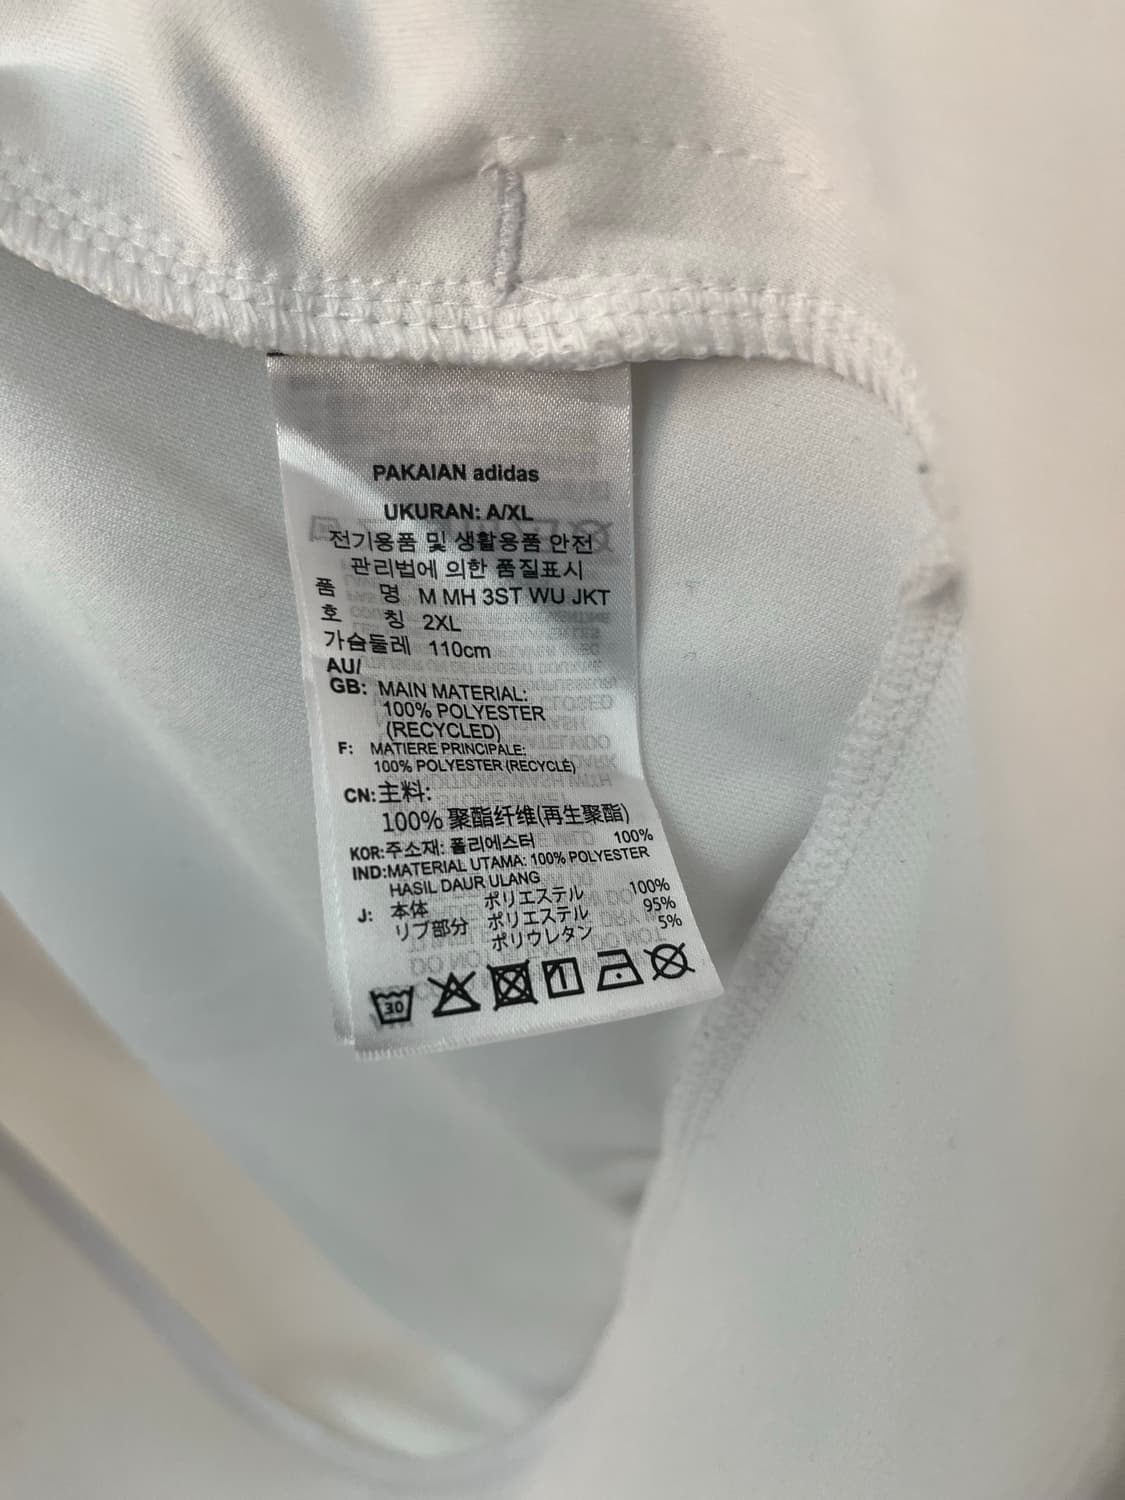 PAKAIAN adidas
UKURAN: A/XL
전기용품 및 생활용품 안전
관리법에 의한 품질표시
품 명 M MH 3ST WU JKT
호 칭 2XL
가슴둘레 110cm
AU/
GB: MAIN MATERIAL:
100% POLYESTER
(RECYCLED)
F: MATIERE PRINCIPALE:
100% POLYESTER (RECYCLÉ)
CN:主料:
100% 聚酯纤维(再生聚酯)
KOR:주소재: 폴리에스터 100%
IND:MATERIAL UTAMA: 100% POLYESTER
HASIL DAUR ULANG
J: 本体 ポリエステル 100%
リブ部分 ポリエステル 95%
ポリウレタン 5%
30